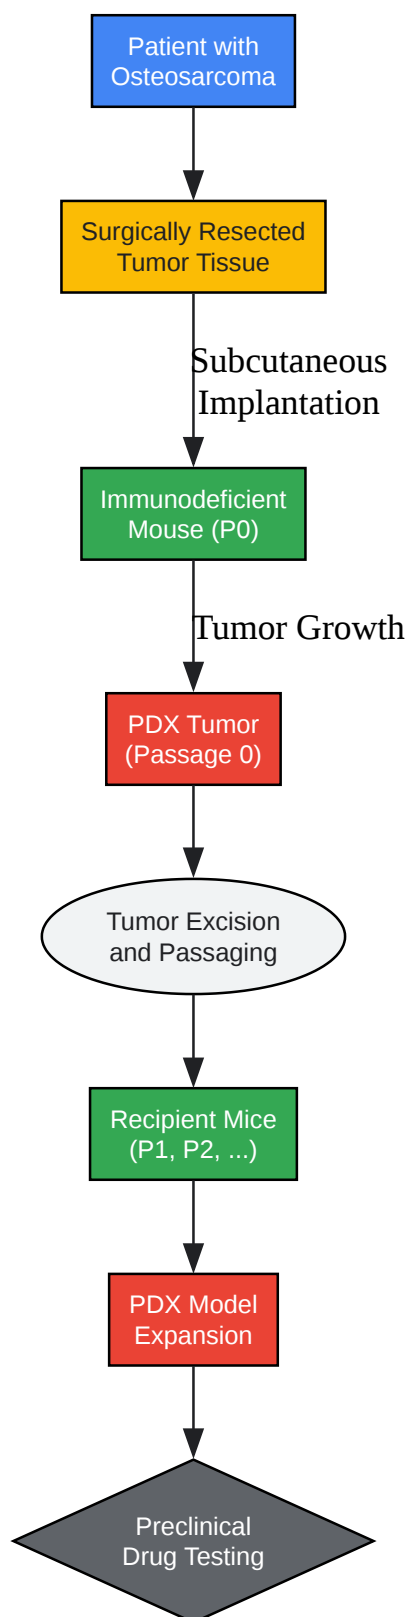 Patient with
Osteosarcoma
Surgically Resected
Tumor Tissue
Subcutaneous
Implantation
Immunodeficient
Mouse (P0)
Tumor Growth
PDX Tumor
(Passage 0)
Tumor Excision
and Passaging
Recipient Mice
(P1, P2, ...)
PDX Model
Expansion
Preclinical
Drug Testing